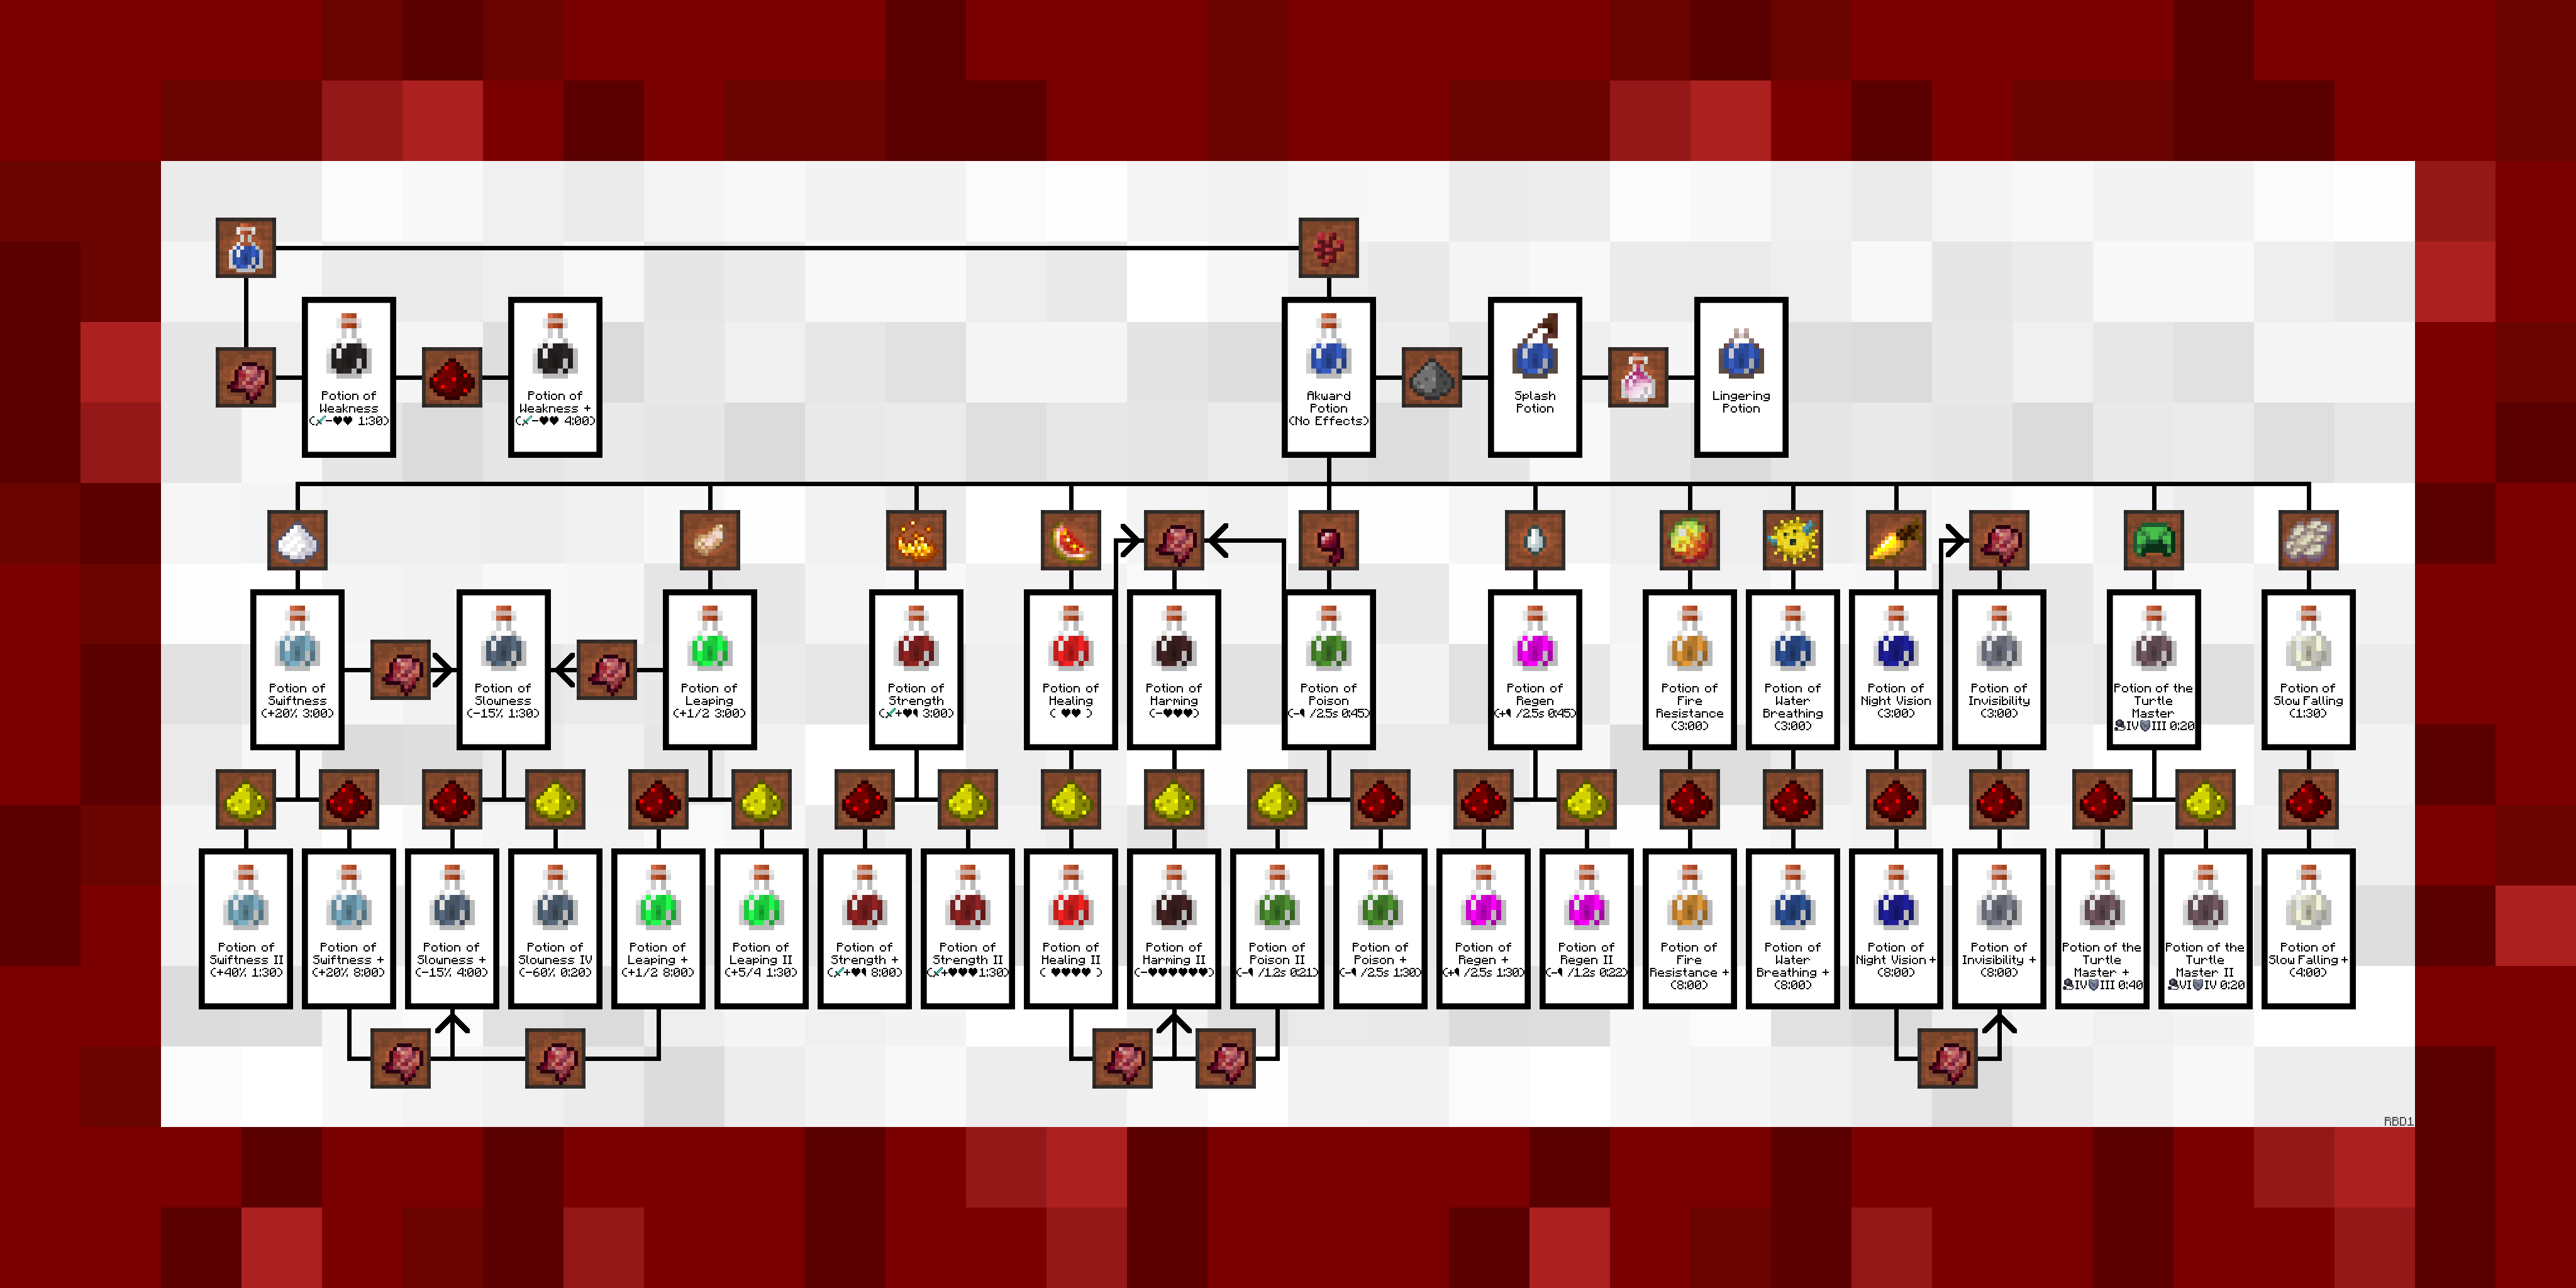 Potion of
Weakness
(-♥♥ 1:30)
Potion of
Weakness +
(-♥♥ 4:00)
Akward
Potion
(No Effects)
Splash
Potion
Lingering
Potion
Potion of
Swiftness
(+20% 3:00)
Potion of
Slowness
(-15% 1:30)
Potion of
Leaping
(+1/2 3:00)
Potion of
Strength
(+♥ 3:00)
Potion of
Healing
( ♥♥ )
Potion of
Harming
(-♥♥♥)
Potion of
Poison
(- /2.5s 0:45)
Potion of
Regen
(+ /2.5s 0:45)
Potion of
Fire
Resistance
(3:00)
Potion of
Water
Breathing
(3:00)
Potion of
Night Vision
(3:00)
Potion of
Invisibility
(3:00)
Potion of the
Turtle
Master
IV III 0:20
Potion of
Slow Falling
(1:30)
Potion of
Swiftness II
(+40% 1:30)
Potion of
Swiftness +
(+20% 8:00)
Potion of
Slowness +
(-15% 4:00)
Potion of
Slowness IV
(-60% 0:20)
Potion of
Leaping +
(+1/2 8:00)
Potion of
Leaping II
(+5/4 1:30)
Potion of
Strength +
(+♥ 8:00)
Potion of
Strength II
(+♥♥♥1:30)
Potion of
Healing II
( ♥♥♥♥ )
Potion of
Harming II
(-♥♥♥♥♥♥)
Potion of
Poison II
(- /1.2s 0:21)
Potion of
Poison +
(- /2.5s 1:30)
Potion of
Regen +
(+ /2.5s 1:30)
Potion of
Regen II
(- /1.2s 0:22)
Potion of
Fire
Resistance +
(8:00)
Potion of
Water
Breathing +
(8:00)
Potion of
Night Vision +
(8:00)
Potion of
Invisibility +
(8:00)
Potion of the
Turtle
Master +
IV III 0:40
Potion of the
Turtle
Master II
VI IV 0:20
Potion of
Slow Falling +
(4:00)
RBD1